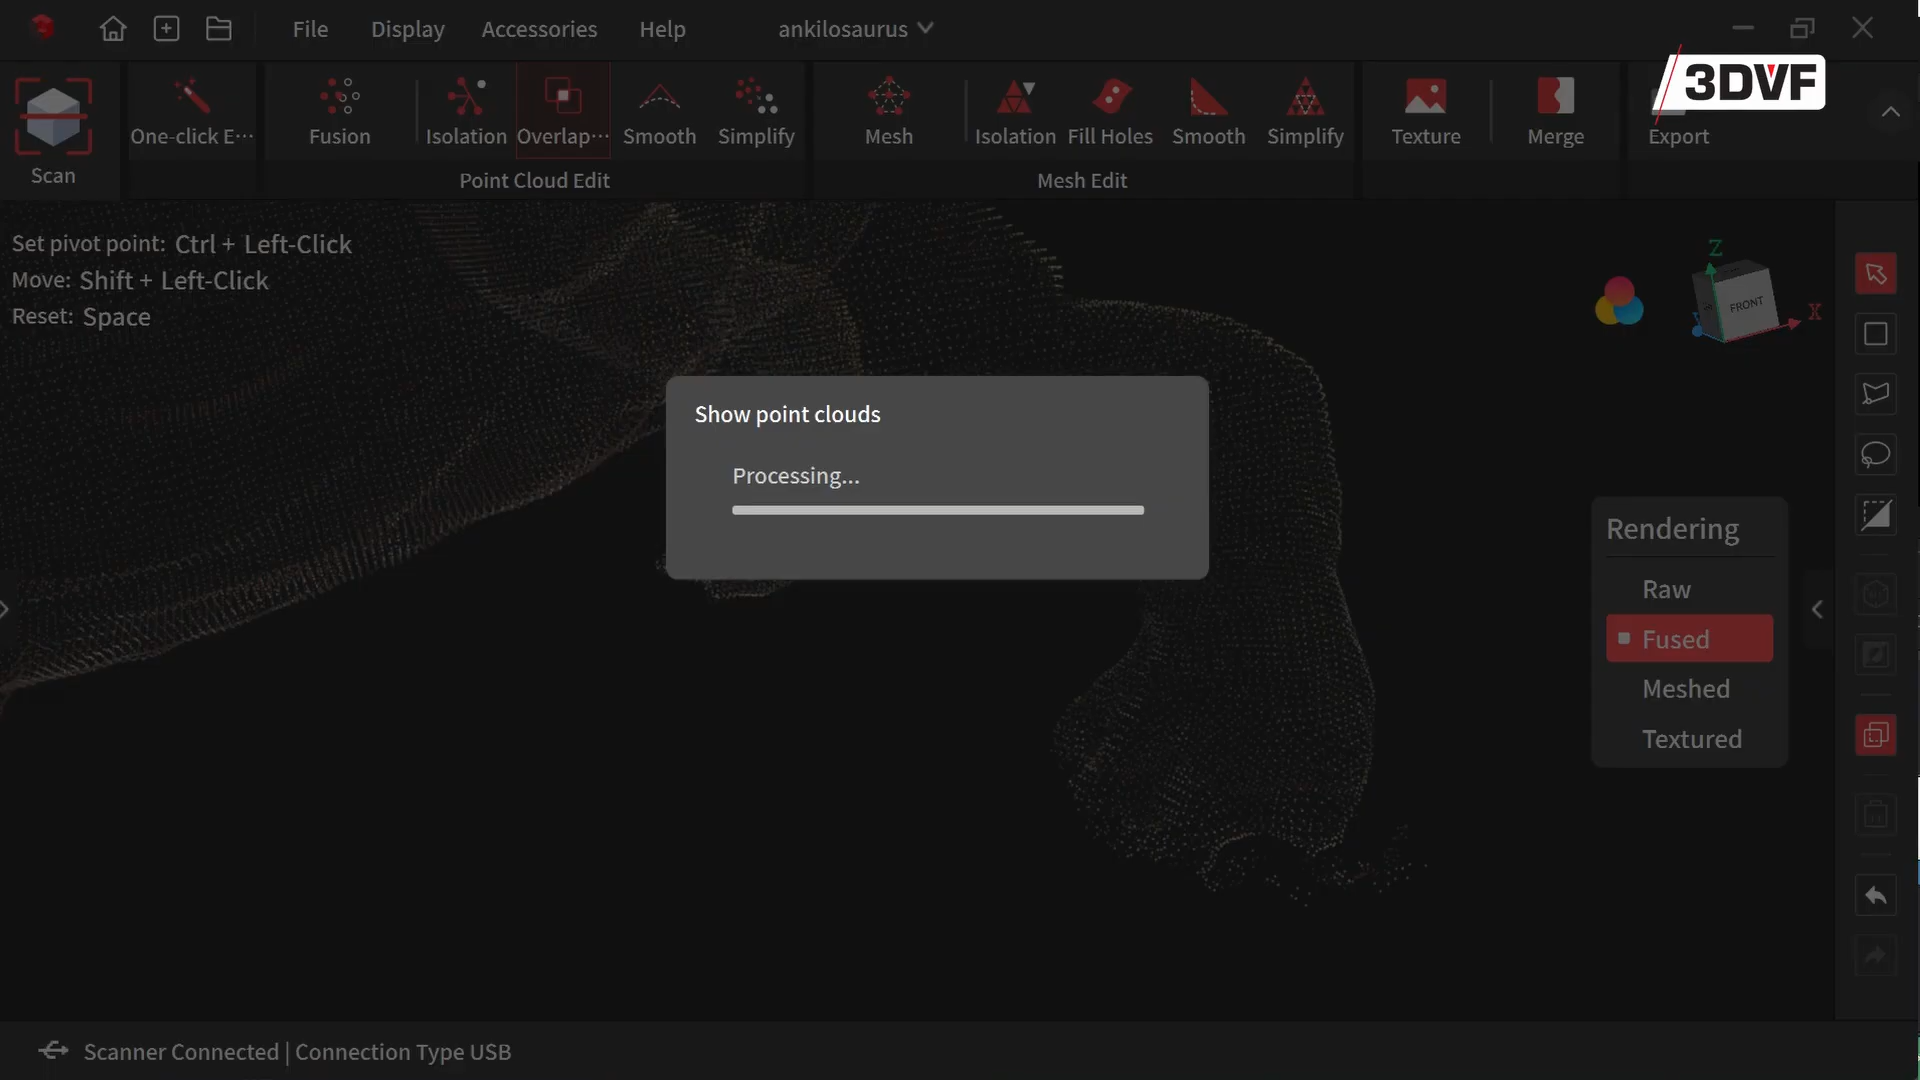 File Display Accessories Help ankilosaurus
3DVF
Scan
One-click E···
Fusion
Isolation
Overlap···
Smooth
Simplify
Point Cloud Edit
Mesh
Isolation
Fill Holes
Smooth
Simplify
Mesh Edit
Texture
Merge
Export
Set pivot point: Ctrl + Left-Click
Move: Shift + Left-Click
Reset: Space
Z
FRONT
X
Show point clouds
Processing...
Rendering
Raw
Fused
Meshed
Textured
Scanner Connected | Connection Type USB